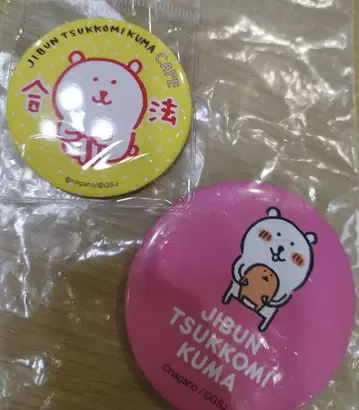 JIBUN TSUKKOMI KUMA CAFE
合法
©nagano/©GSJ
JIBUN
TSUKKOMI
KUMA
©nagano/©GSJ